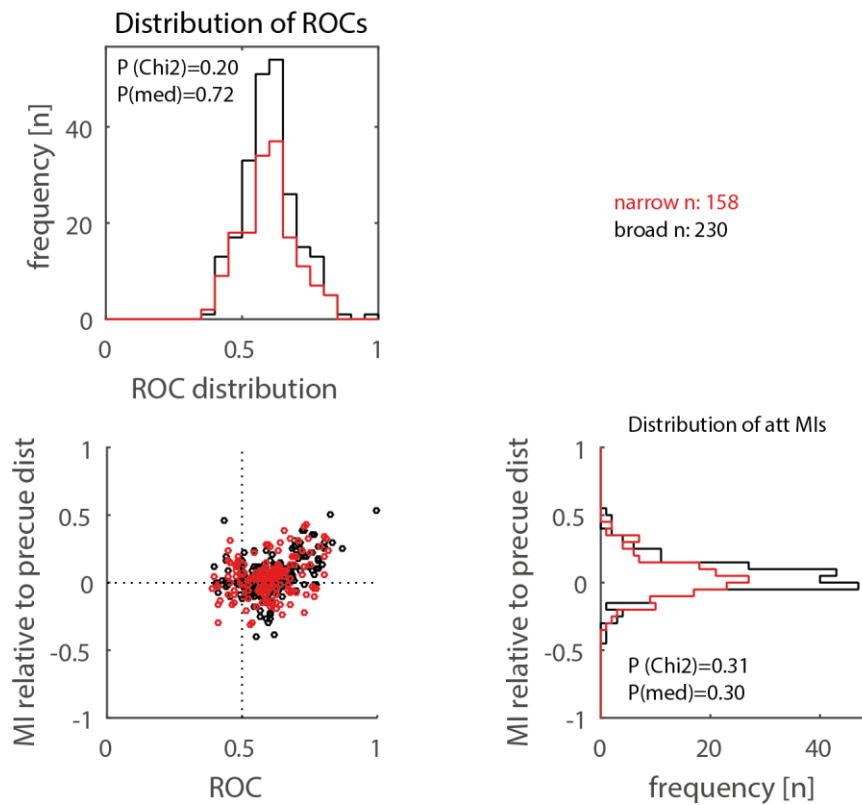 Distribution of ROCs
P (Chi2)=0.20
P(med)=0.72
frequency [n]
40
20
0
0
0.5
1
ROC distribution
narrow n: 158
broad n: 230
MI relative to precue dist
1
0.5
0
-0.5
-1
0
0.5
1
ROC
Distribution of att MIs
MI relative to precue dist
1
0.5
0
-0.5
-1
P (Chi2)=0.31
P(med)=0.30
0
20
40
frequency [n]